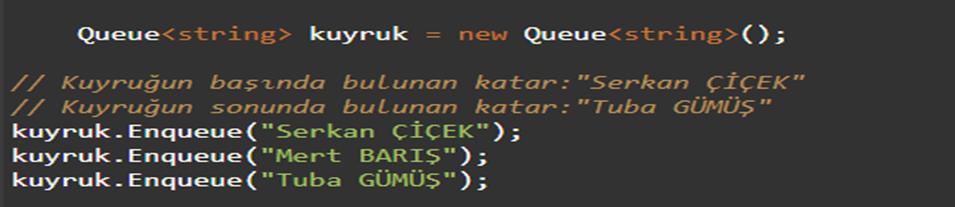 Queue<string> kuyruk = new Queue<string>();
// Kuyruğun başında bulunan katar:"Serkan ÇİÇEK"
// Kuyruğun sonunda bulunan katar:"Tuba GÜMÜŞ"
kuyruk.Enqueue("Serkan ÇİÇEK");
kuyruk.Enqueue("Mert BARIŞ");
kuyruk.Enqueue("Tuba GÜMÜŞ");